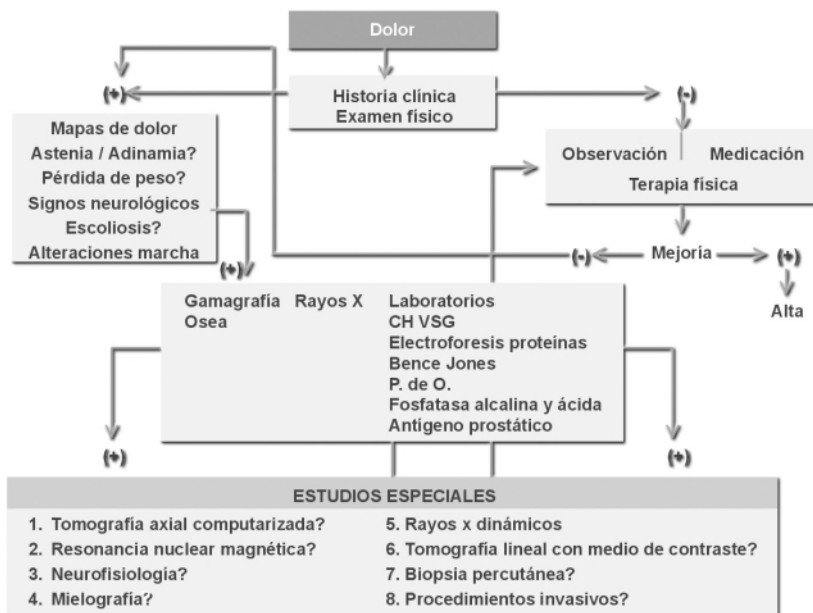 Dolor
Historia clínica
Examen físico
(+)
(-)
Mapas de dolor
Astenia / Adinamia?
Pérdida de peso?
Signos neurológicos
Escoliosis?
Alteraciones marcha
Observación Medicación
Terapia física
(+)
(-) Mejoría (+)
Alta
Gamagrafía Rayos X Laboratorios
Osea CH VSG
Electroforesis proteínas
Bence Jones
P. de O.
Fosfatasa alcalina y ácida
Antígeno prostático
(+)
(+)
ESTUDIOS ESPECIALES
1. Tomografía axial computarizada?
2. Resonancia nuclear magnética?
3. Neurofisiología?
4. Mielografía?
5. Rayos x dinámicos
6. Tomografía lineal con medio de contraste?
7. Biopsia percutánea?
8. Procedimientos invasivos?